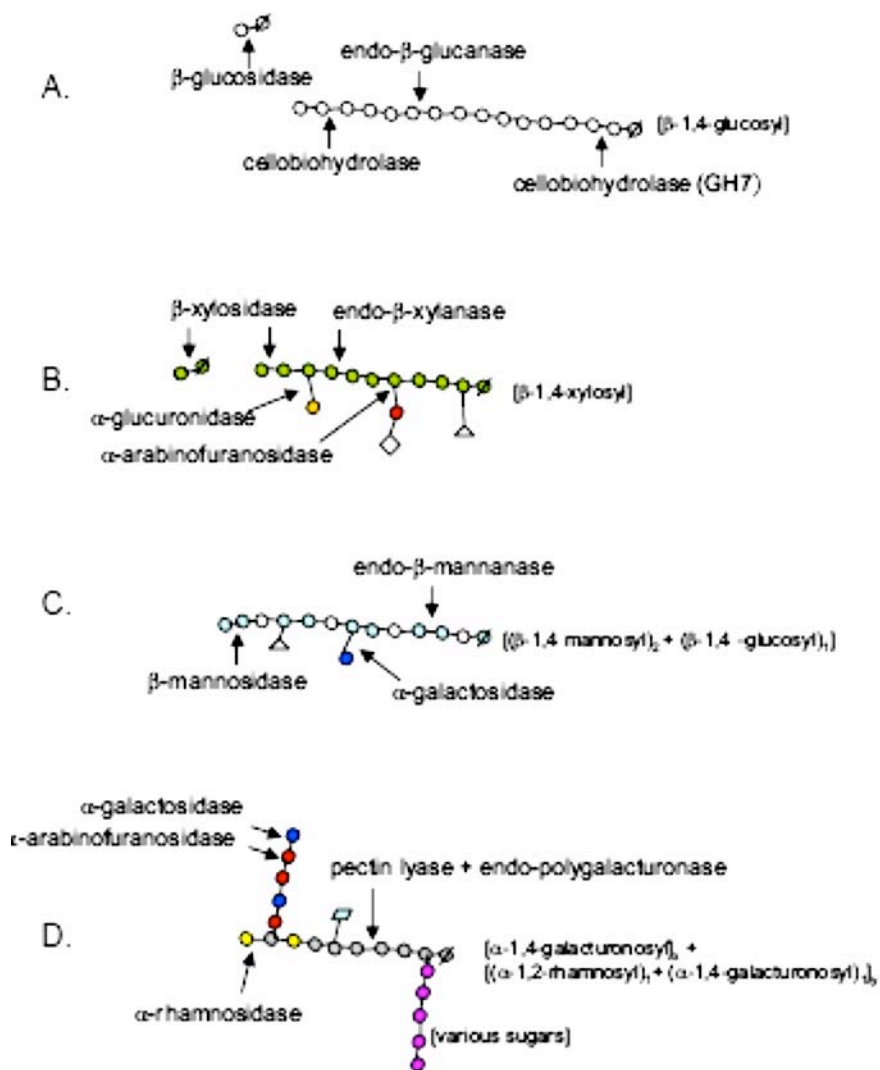 A.
β-glucosidase
endo-β-glucanase
[β-1,4-glucosyl]
cellobiohydrolase
cellobiohydrolase (GH7)
B.
β-xylosidase
endo-β-xylanase
[β-1,4-xylosyl]
α-glucuronidase
α-arabinofuranosidase
C.
endo-β-mannanase
[(β-1,4 mannosyl)₂ + (β-1,4 -glucosyl)₁]
β-mannosidase
α-galactosidase
D.
α-galactosidase
α-arabinofuranosidase
pectin lyase + endo-polygalacturonase
[α-1,4-galacturonosyl] +
[(α-1,2-rhamnosyl)₁ + (α-1,4-galacturonosyl)₁]
α-rhamnosidase
[various sugars]